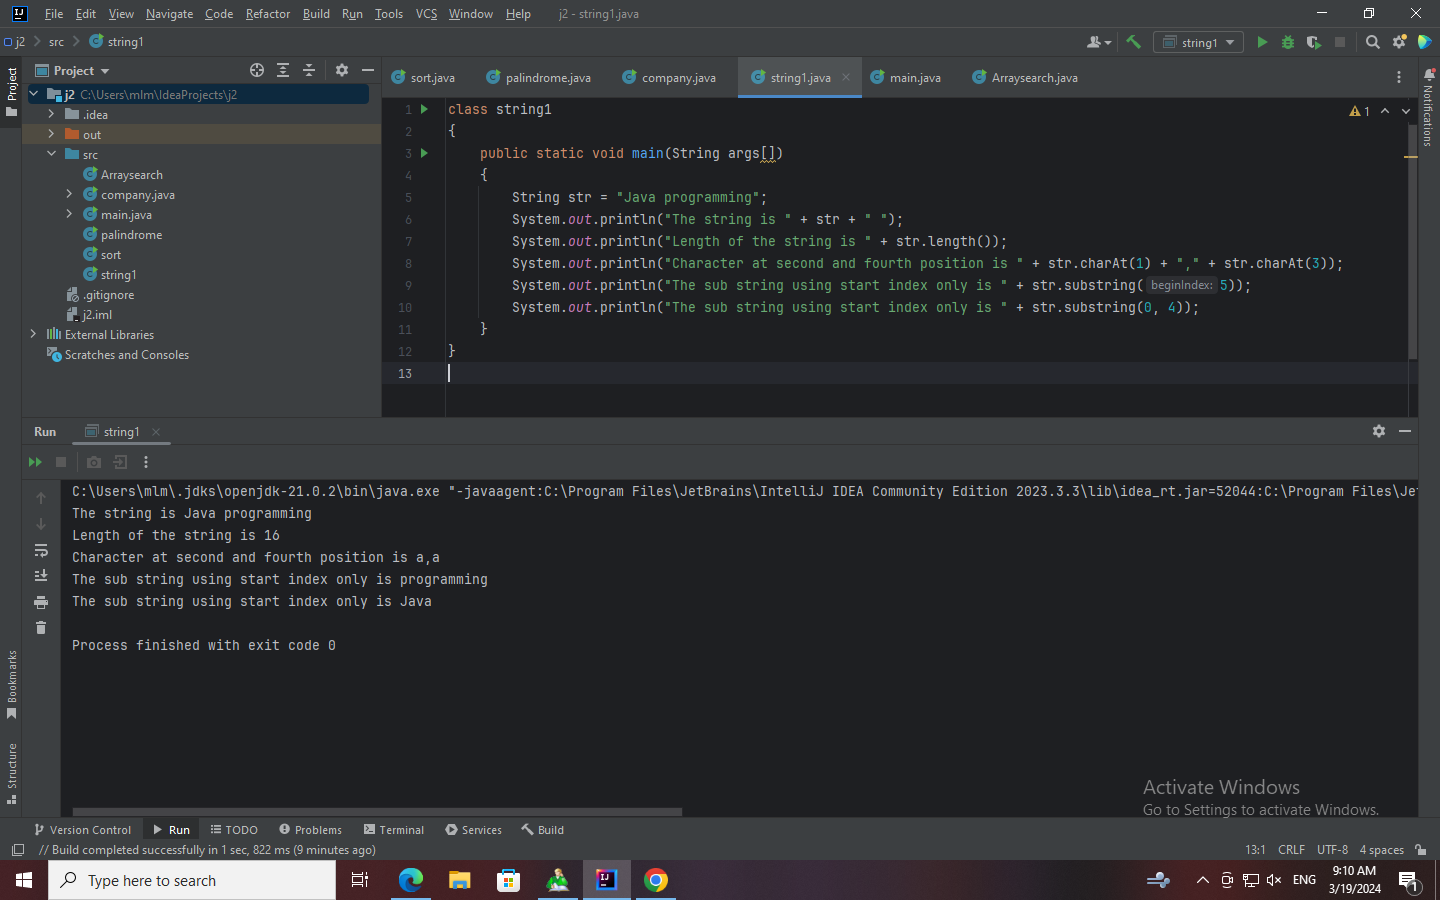 File Edit View Navigate Code Refactor Build Run Tools VCS Window Help j2 - string1.java
j2 src string1 string1
Project
sort.java palindrome.java company.java string1.java main.java Arraysearch.java
Project
Notifications
j2 C:\Users\mlm\IdeaProjects\j2
.idea
out
src
Arraysearch
company.java
main.java
palindrome
sort
string1
.gitignore
j2.iml
External Libraries
Scratches and Consoles
1 class string1
1
2 {
3 public static void main(String args[])
4 {
5 String str = "Java programming";
6 System.out.println("The string is " + str + " ");
7 System.out.println("Length of the string is " + str.length());
8 System.out.println("Character at second and fourth position is " + str.charAt(1) + "," + str.charAt(3));
9 System.out.println("The sub string using start index only is " + str.substring( beginIndex: 5));
10 System.out.println("The sub string using start index only is " + str.substring(0, 4));
11 }
12 }
13
Run string1
C:\Users\mlm\.jdks\openjdk-21.0.2\bin\java.exe "-javaagent:C:\Program Files\JetBrains\IntelliJ IDEA Community Edition 2023.3.3\lib\idea_rt.jar=52044:C:\Program Files\Je
The string is Java programming
Length of the string is 16
Character at second and fourth position is a,a
The sub string using start index only is programming
The sub string using start index only is Java
Process finished with exit code 0
Bookmarks
Structure
Activate Windows
Go to Settings to activate Windows.
Version Control Run TODO Problems Terminal Services Build
// Build completed successfully in 1 sec, 822 ms (9 minutes ago) 13:1 CRLF UTF-8 4 spaces
Type here to search
ENG
9:10 AM
3/19/2024
1